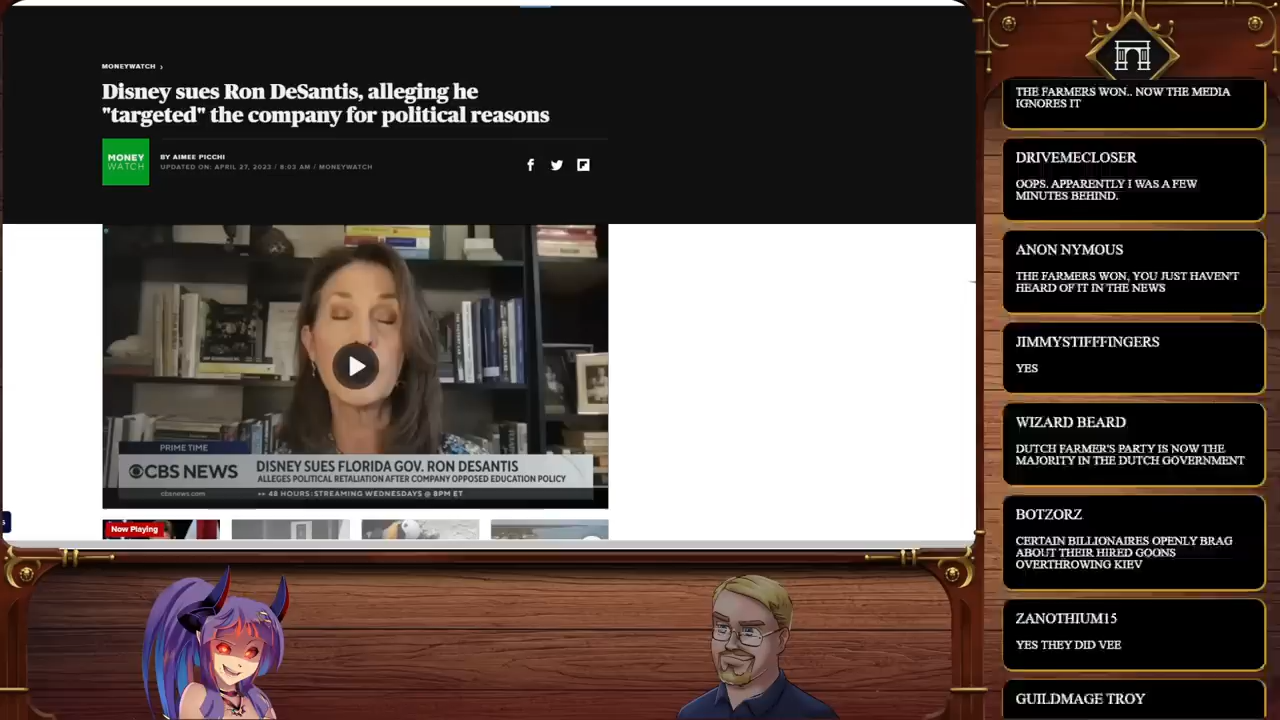 MONEYWATCH ›
Disney sues Ron DeSantis, alleging he
"targeted" the company for political reasons
MONEY
WATCH
BY AIMEE PICCHI
UPDATED ON: APRIL 27, 2023 / 8:03 AM / MONEYWATCH
PRIME TIME
CBS NEWS
cbsnews.com
DISNEY SUES FLORIDA GOV. RON DESANTIS
ALLEGES POLITICAL RETALIATION AFTER COMPANY OPPOSED EDUCATION POLICY
48 HOURS: STREAMING WEDNESDAYS @ 8PM ET
Now Playing
THE FARMERS WON.. NOW THE MEDIA
IGNORES IT
DRIVEMECLOSER
OOPS. APPARENTLY I WAS A FEW
MINUTES BEHIND.
ANON NYMOUS
THE FARMERS WON, YOU JUST HAVEN'T
HEARD OF IT IN THE NEWS
JIMMYSTIFFFINGERS
YES
WIZARD BEARD
DUTCH FARMER'S PARTY IS NOW THE
MAJORITY IN THE DUTCH GOVERNMENT
BOTZORZ
CERTAIN BILLIONAIRES OPENLY BRAG
ABOUT THEIR HIRED GOONS
OVERTHROWING KIEV
ZANOTHIUM15
YES THEY DID VEE
GUILDMAGE TROY